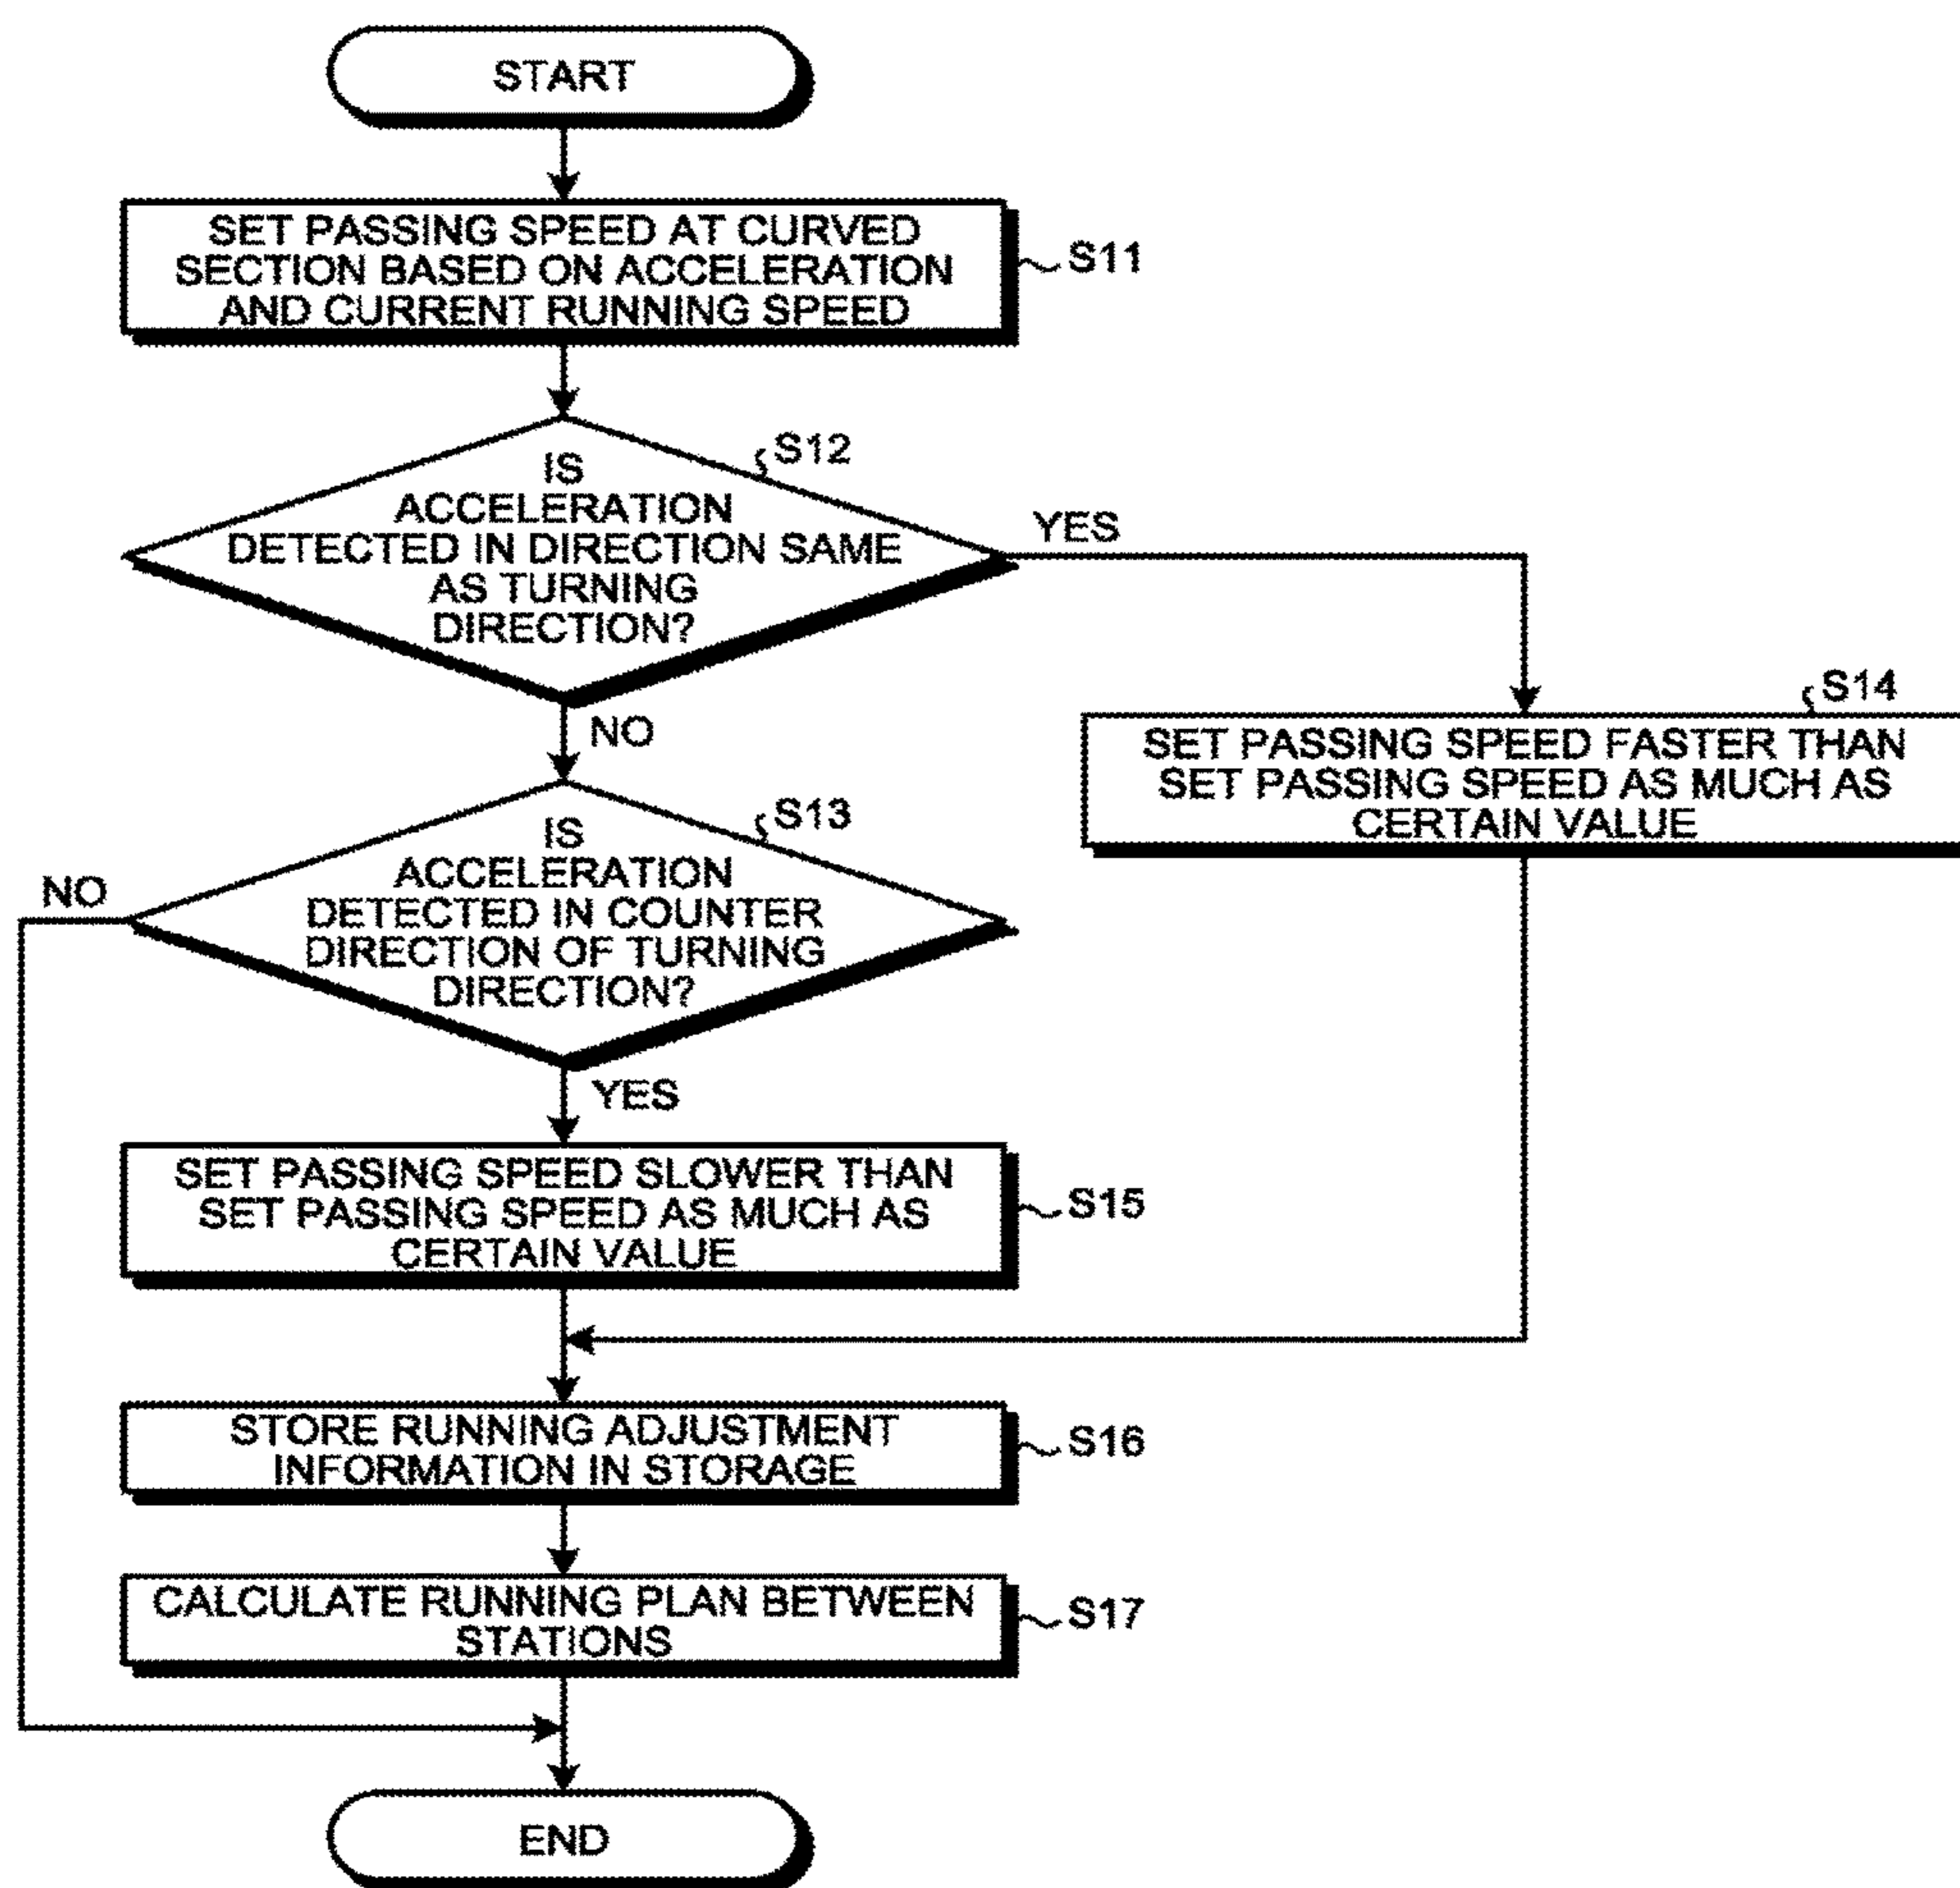 START
SET PASSING SPEED AT CURVED
SECTION BASED ON ACCELERATION
AND CURRENT RUNNING SPEED
S11
S12
IS
ACCELERATION
DETECTED IN DIRECTION SAME
AS TURNING
DIRECTION?
YES
NO
S14
SET PASSING SPEED FASTER THAN
SET PASSING SPEED AS MUCH AS
CERTAIN VALUE
S13
IS
ACCELERATION
DETECTED IN COUNTER
DIRECTION OF TURNING
DIRECTION?
NO
YES
SET PASSING SPEED SLOWER THAN
SET PASSING SPEED AS MUCH AS
CERTAIN VALUE
S15
STORE RUNNING ADJUSTMENT
INFORMATION IN STORAGE
S16
CALCULATE RUNNING PLAN BETWEEN
STATIONS
S17
END